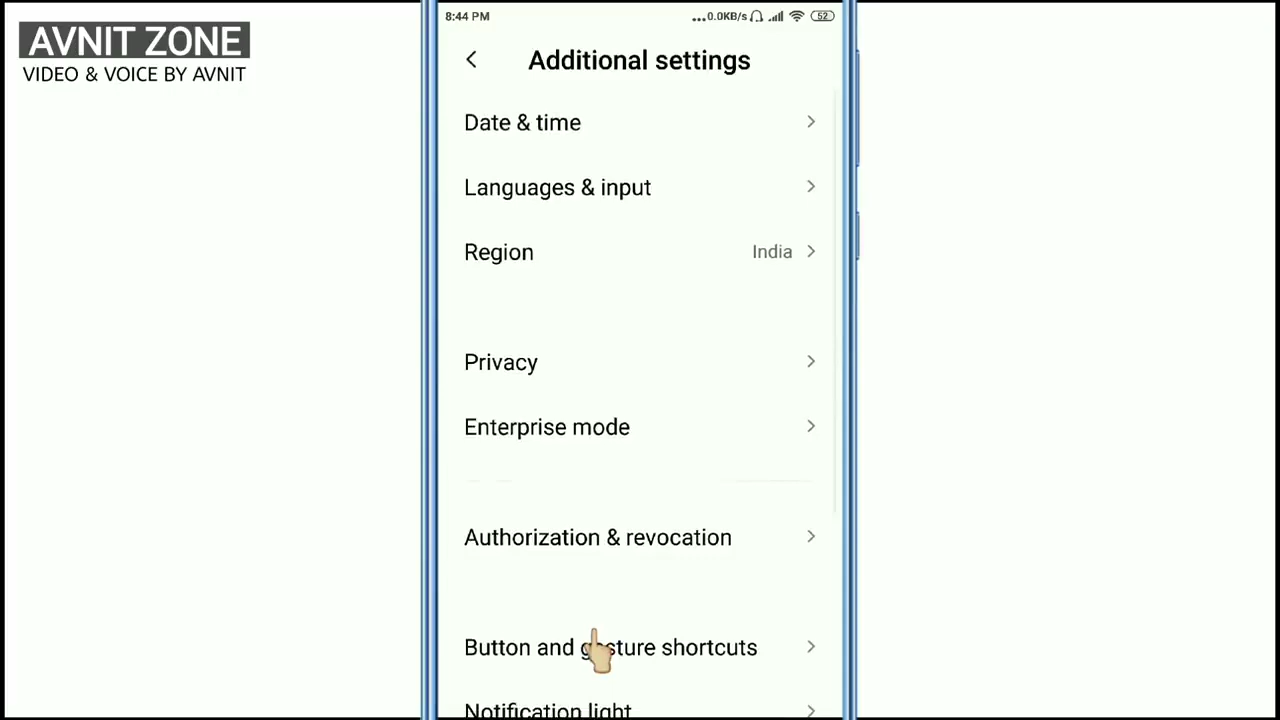 AVNIT ZONE
VIDEO & VOICE BY AVNIT
8:44 PM ...0.0KB/s 52
Additional settings
Date & time
Languages & input
Region India
Privacy
Enterprise mode
Authorization & revocation
Button and gesture shortcuts
Notification light